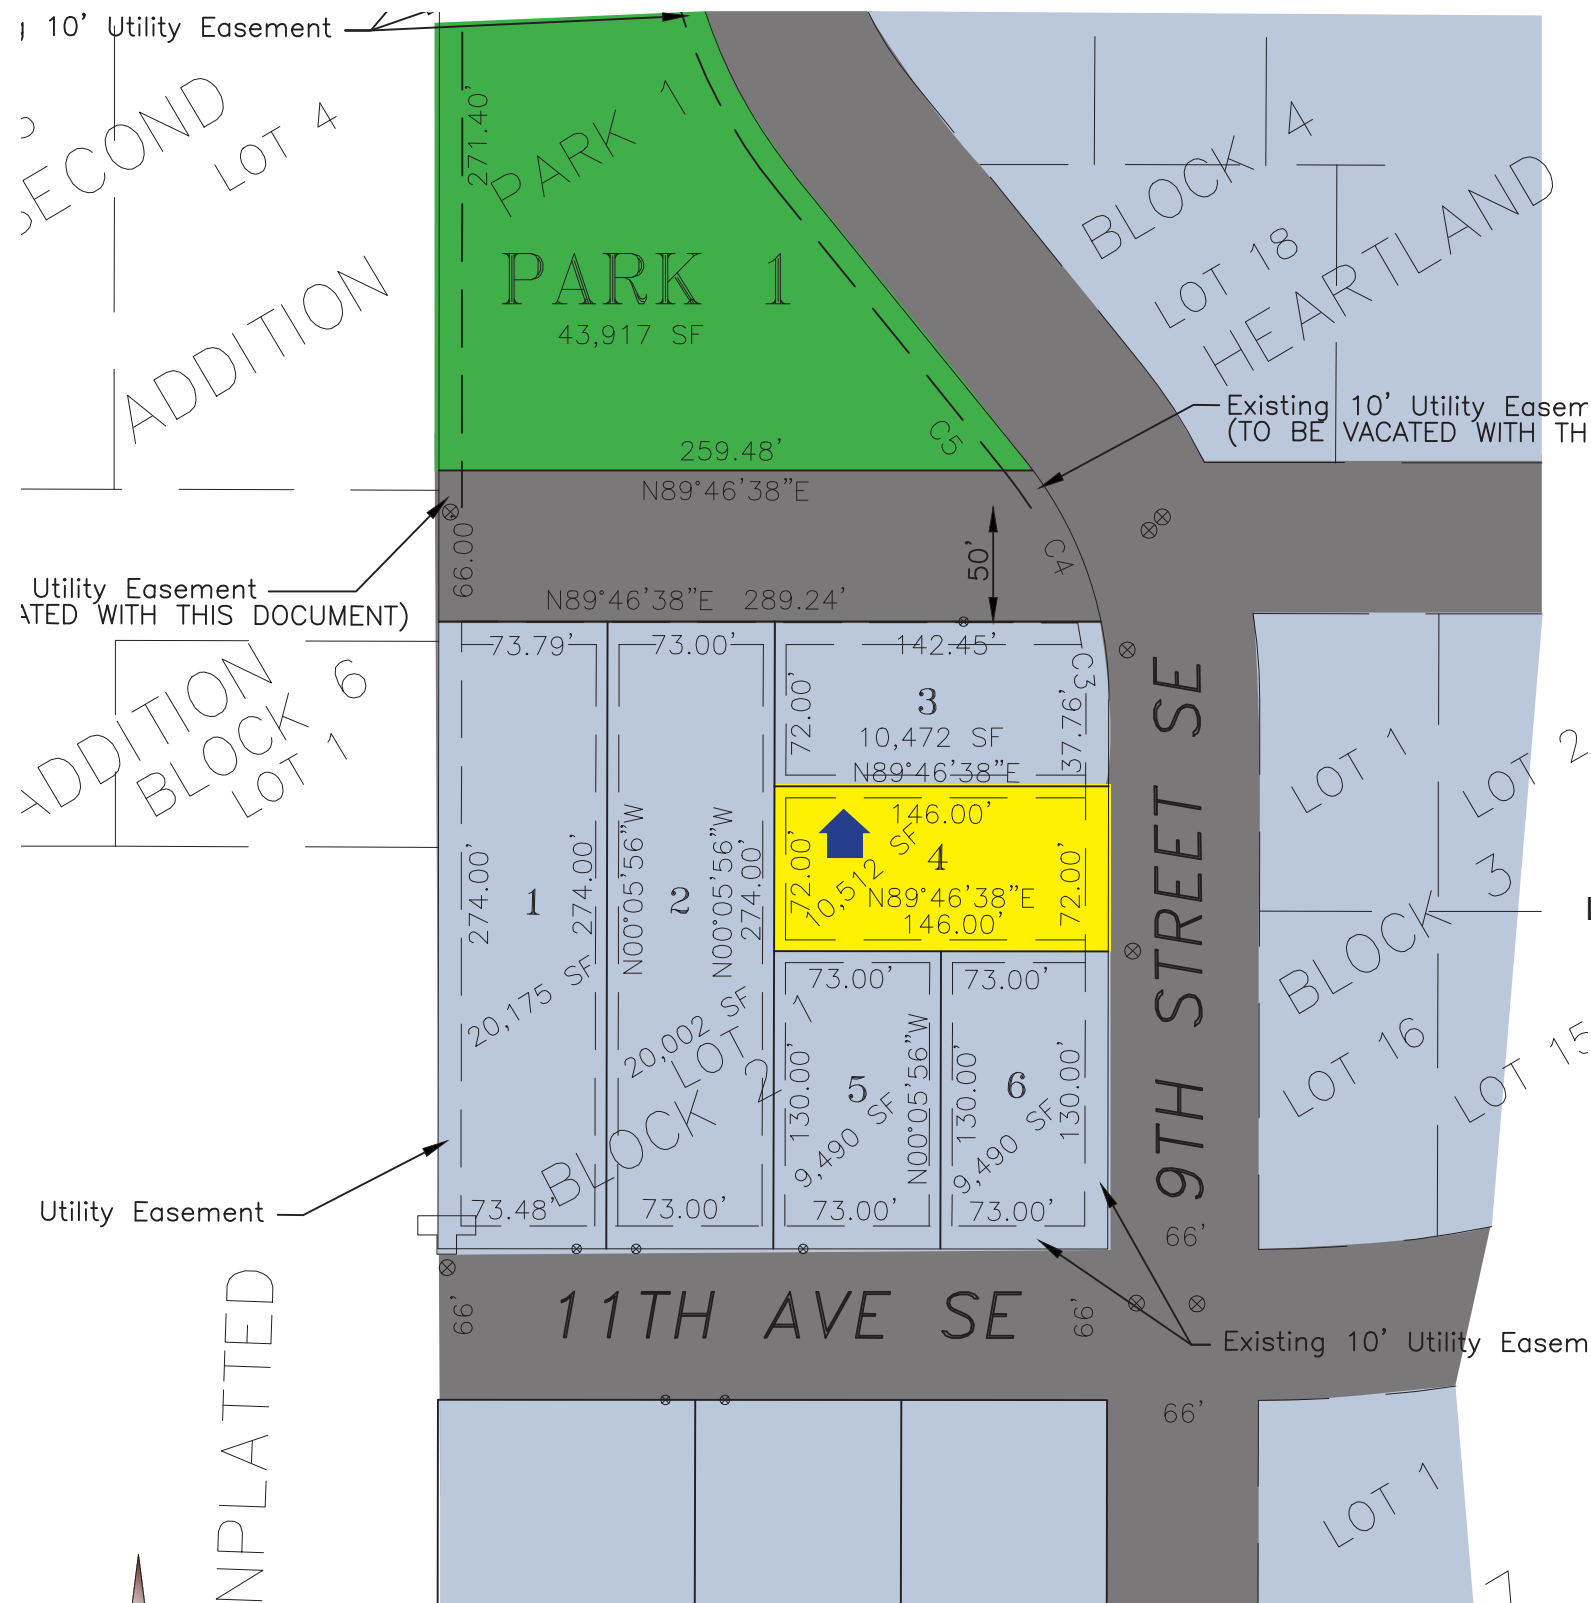 10' Utility Easement
SECOND
LOT 4
ADDITION
271.40'
PARK 1
PARK 1
43,917 SF
259.48'
C5
BLOCK 4
LOT 18
HEARTLAND
Existing 10' Utility Easem
(TO BE VACATED WITH TH
N89°46'38"E
66.00
50'
C4
Utility Easement
ATED WITH THIS DOCUMENT)
N89°46'38"E 289.24'
ADDITION
BLOCK 6
LOT 1
73.79'
73.00'
142.45'
C3
72.00'
3
37.76'
10,472 SF
N89°46'38"E
146.00'
72.00'
10,512 SF
4
72.00'
N89°46'38"E
146.00'
274.00'
1
274.00'
N00°05'56"W
2
N00°05'56"W
274.00'
20,175 SF
20,002 SF
LOT 1
BLOCK 2
73.00'
73.00'
130.00'
5
N00°05'56"W
9,490 SF
130.00'
6
130.00'
9,490 SF
73.48'
73.00'
73.00'
73.00'
9TH STREET SE
LOT 1
LOT 2
BLOCK 3
LOT 16
LOT 15
Utility Easement
66'
66'
11TH AVE SE
66'
Existing 10' Utility Easem
66'
NPLATTED
LOT 1
7